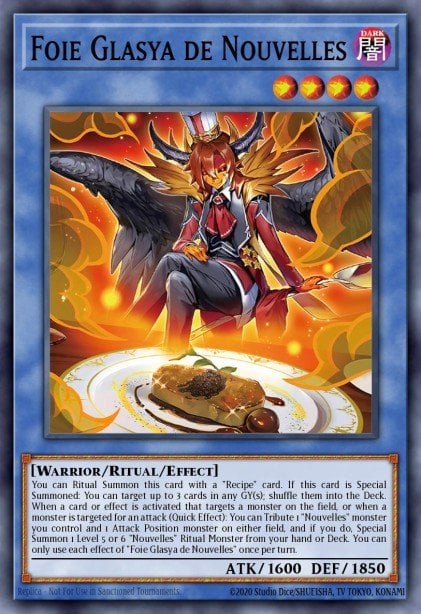 Foie Glasya de Nouvelles
DARK
闇
[Warrior/Ritual/Effect]
You can Ritual Summon this card with a "Recipe" card. If this card is Special
Summoned: You can target up to 3 cards in any GY(s); shuffle them into the Deck.
When a card or effect is activated that targets a monster on the field, or when a
monster is targeted for an attack (Quick Effect): You can Tribute 1 "Nouvelles" monster
you control and 1 Attack Position monster on either field, and if you do, Special
Summon 1 Level 5 or 6 "Nouvelles" Ritual Monster from your hand or Deck. You can
only use each effect of "Foie Glasya de Nouvelles" once per turn.
ATK/1600 DEF/1850
Replica - Not For Use in Sanctioned Tournaments.
©2020 Studio Dice/SHUEISHA, TV TOKYO, KONAMI